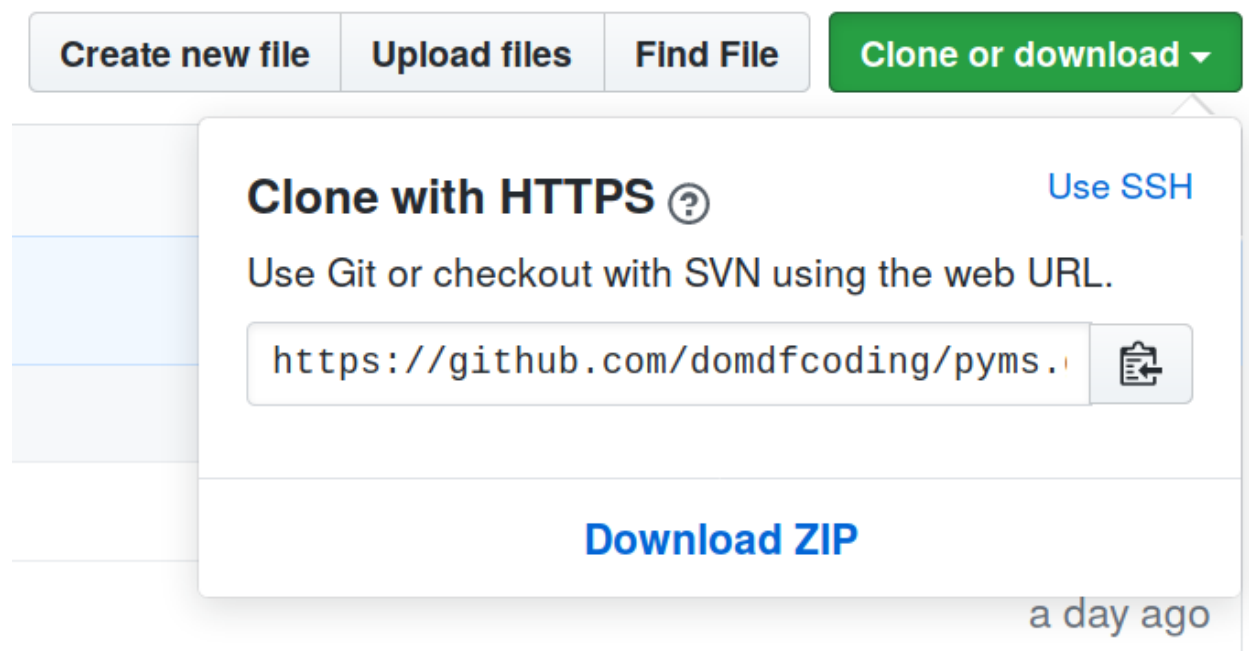 Create new file Upload files Find File Clone or download
Clone with HTTPS ?
Use SSH
Use Git or checkout with SVN using the web URL.
https://github.com/domdfcoding/pyms.
Download ZIP
a day ago